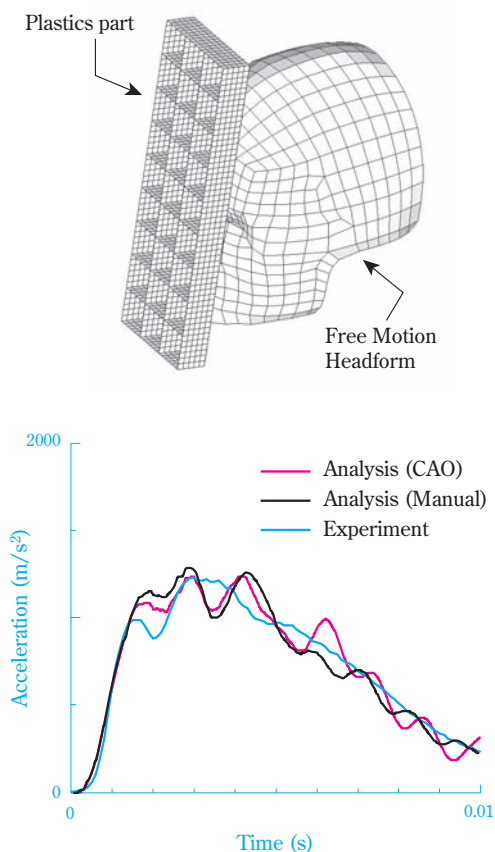 Plastics part
Free Motion
Headform
2000
Analysis (CAO)
Analysis (Manual)
Experiment
Acceleration (m/s²)
0
0
0.01
Time (s)